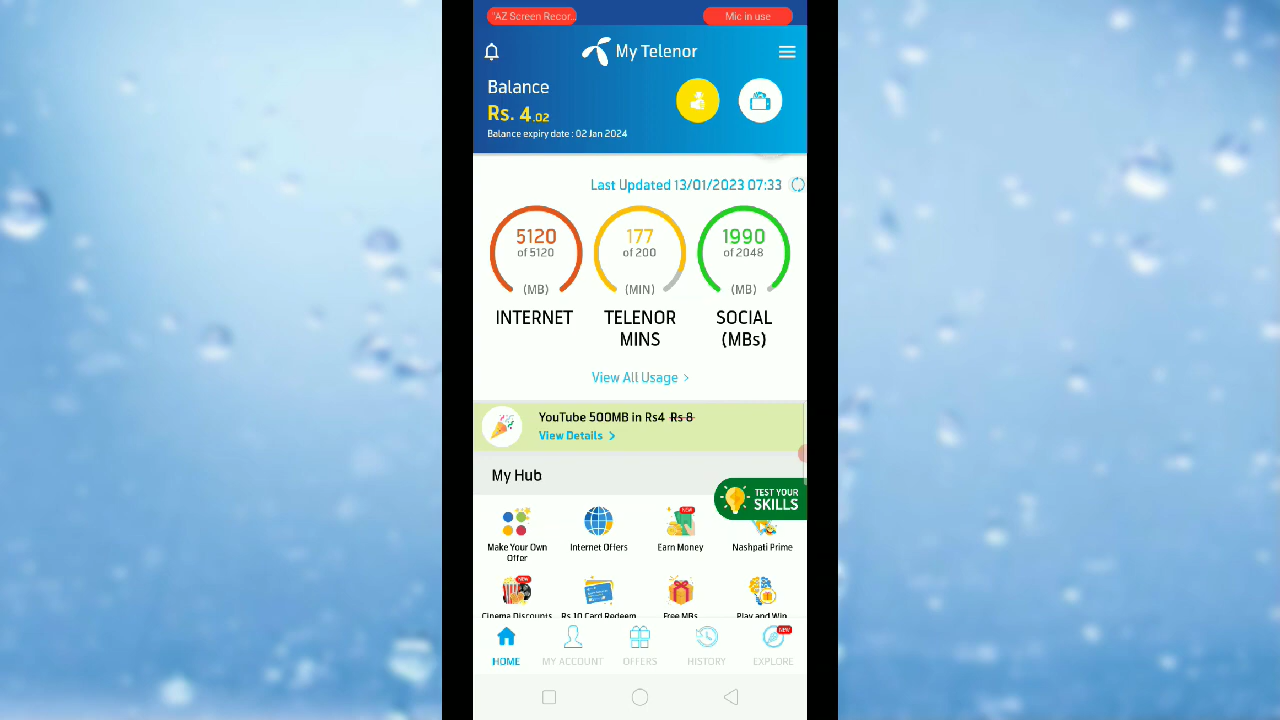 "AZ Screen Recor...
Mic in use
My Telenor
Balance
Rs. 4.02
Balance expiry date : 02 Jan 2024
Last Updated 13/01/2023 07:33
5120
of 5120
(MB)
INTERNET
177
of 200
(MIN)
TELENOR
MINS
1990
of 2048
(MB)
SOCIAL
(MBs)
View All Usage >
YouTube 500MB in Rs4 Rs 8
View Details >
My Hub
TEST YOUR
SKILLS
Make Your Own
Offer
Internet Offers
NEW
Earn Money
Nashpati Prime
NEW
Cinema Discounts
Rs 10 Card Redeem
Free MBs
Play and Win
HOME
MY ACCOUNT
OFFERS
HISTORY
NEW
EXPLORE